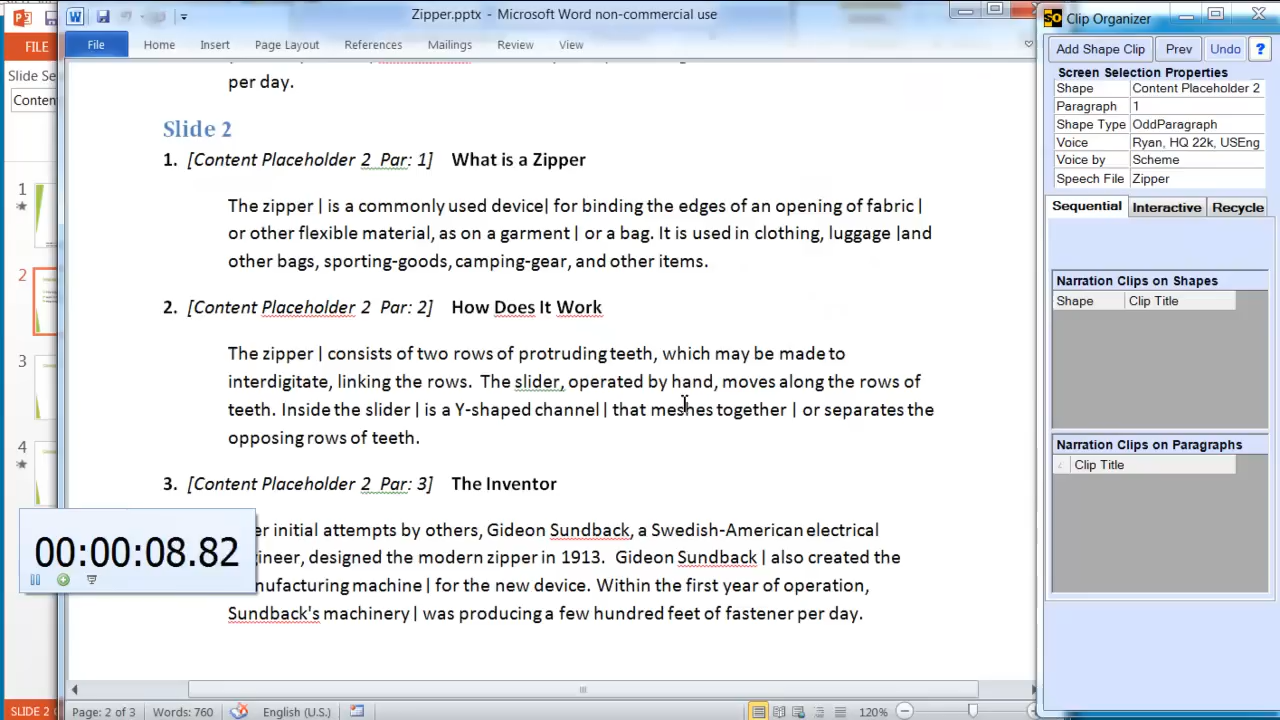 Zipper.pptx - Microsoft Word non-commercial use
File Home Insert Page Layout References Mailings Review View
FILE
Slide Se
Conten
1
2
3
4
SLIDE 2 O
per day.
Slide 2
1. [Content Placeholder 2 Par: 1] What is a Zipper
The zipper | is a commonly used device| for binding the edges of an opening of fabric |
or other flexible material, as on a garment | or a bag. It is used in clothing, luggage |and
other bags, sporting-goods, camping-gear, and other items.
2. [Content Placeholder 2 Par: 2] How Does It Work
The zipper | consists of two rows of protruding teeth, which may be made to
interdigitate, linking the rows. The slider, operated by hand, moves along the rows of
teeth. Inside the slider | is a Y-shaped channel | that meshes together | or separates the
opposing rows of teeth.
3. [Content Placeholder 2 Par: 3] The Inventor
er initial attempts by others, Gideon Sundback, a Swedish-American electrical
gineer, designed the modern zipper in 1913. Gideon Sundback | also created the
nufacturing machine | for the new device. Within the first year of operation,
Sundback's machinery | was producing a few hundred feet of fastener per day.
00:00:08.82
Page: 2 of 3 Words: 760 English (U.S.) 120%
Clip Organizer
Add Shape Clip Prev Undo ?
Screen Selection Properties
Shape Content Placeholder 2
Paragraph 1
Shape Type OddParagraph
Voice Ryan, HQ 22k, USEng
Voice by Scheme
Speech File Zipper
Sequential Interactive Recycle
Narration Clips on Shapes
Shape Clip Title
Narration Clips on Paragraphs
Clip Title